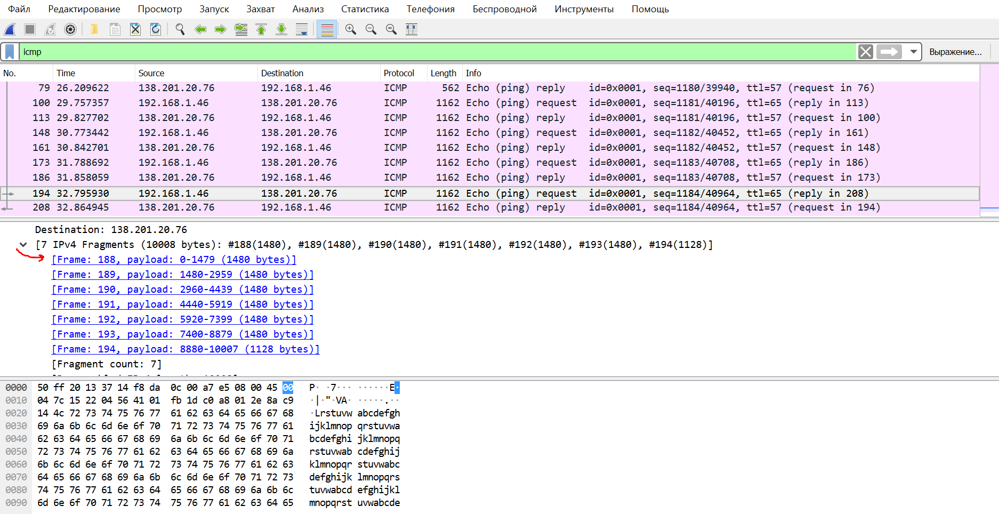 Файл Редактирование Просмотр Запуск Захват Анализ Статистика Телефония Беспроводной Инструменты Помощь
icmp Выражение...
No. Time Source Destination Protocol Length Info
79 26.209622 138.201.20.76 192.168.1.46 ICMP 562 Echo (ping) reply id=0x0001, seq=1180/39940, ttl=57 (request in 76)
100 29.757357 192.168.1.46 138.201.20.76 ICMP 1162 Echo (ping) request id=0x0001, seq=1181/40196, ttl=65 (reply in 113)
113 29.827702 138.201.20.76 192.168.1.46 ICMP 1162 Echo (ping) reply id=0x0001, seq=1181/40196, ttl=57 (request in 100)
148 30.773442 192.168.1.46 138.201.20.76 ICMP 1162 Echo (ping) request id=0x0001, seq=1182/40452, ttl=65 (reply in 161)
161 30.842701 138.201.20.76 192.168.1.46 ICMP 1162 Echo (ping) reply id=0x0001, seq=1182/40452, ttl=57 (request in 148)
173 31.788692 192.168.1.46 138.201.20.76 ICMP 1162 Echo (ping) request id=0x0001, seq=1183/40708, ttl=65 (reply in 186)
186 31.858059 138.201.20.76 192.168.1.46 ICMP 1162 Echo (ping) reply id=0x0001, seq=1183/40708, ttl=57 (request in 173)
194 32.795930 192.168.1.46 138.201.20.76 ICMP 1162 Echo (ping) request id=0x0001, seq=1184/40964, ttl=65 (reply in 208)
208 32.864945 138.201.20.76 192.168.1.46 ICMP 1162 Echo (ping) reply id=0x0001, seq=1184/40964, ttl=57 (request in 194)
Destination: 138.201.20.76
[7 IPv4 Fragments (10008 bytes): #188(1480), #189(1480), #190(1480), #191(1480), #192(1480), #193(1480), #194(1128)]
[Frame: 188, payload: 0-1479 (1480 bytes)]
[Frame: 189, payload: 1480-2959 (1480 bytes)]
[Frame: 190, payload: 2960-4439 (1480 bytes)]
[Frame: 191, payload: 4440-5919 (1480 bytes)]
[Frame: 192, payload: 5920-7399 (1480 bytes)]
[Frame: 193, payload: 7400-8879 (1480 bytes)]
[Frame: 194, payload: 8880-10007 (1128 bytes)]
[Fragment count: 7]
0000 50 ff 20 13 37 14 f8 da 0c 00 a7 e5 08 00 45 00 P· ·7··· ······E·
0010 04 7c 15 22 04 56 41 01 fb 1d c0 a8 01 2e 8a c9 ·|·"·VA· ·····.··
0020 14 4c 72 73 74 75 76 77 61 62 63 64 65 66 67 68 ·Lrstuvw abcdefgh
0030 69 6a 6b 6c 6d 6e 6f 70 71 72 73 74 75 76 77 61 ijklmnop qrstuvwa
0040 62 63 64 65 66 67 68 69 6a 6b 6c 6d 6e 6f 70 71 bcdefghi jklmnopq
0050 72 73 74 75 76 77 61 62 63 64 65 66 67 68 69 6a rstuvwab cdefghij
0060 6b 6c 6d 6e 6f 70 71 72 73 74 75 76 77 61 62 63 klmnopqr stuvwabc
0070 64 65 66 67 68 69 6a 6b 6c 6d 6e 6f 70 71 72 73 defghijk lmnopqrs
0080 74 75 76 77 61 62 63 64 65 66 67 68 69 6a 6b 6c tuvwabcd efghijkl
0090 6d 6e 6f 70 71 72 73 74 75 76 77 61 62 63 64 65 mnopqrst uvwabcde